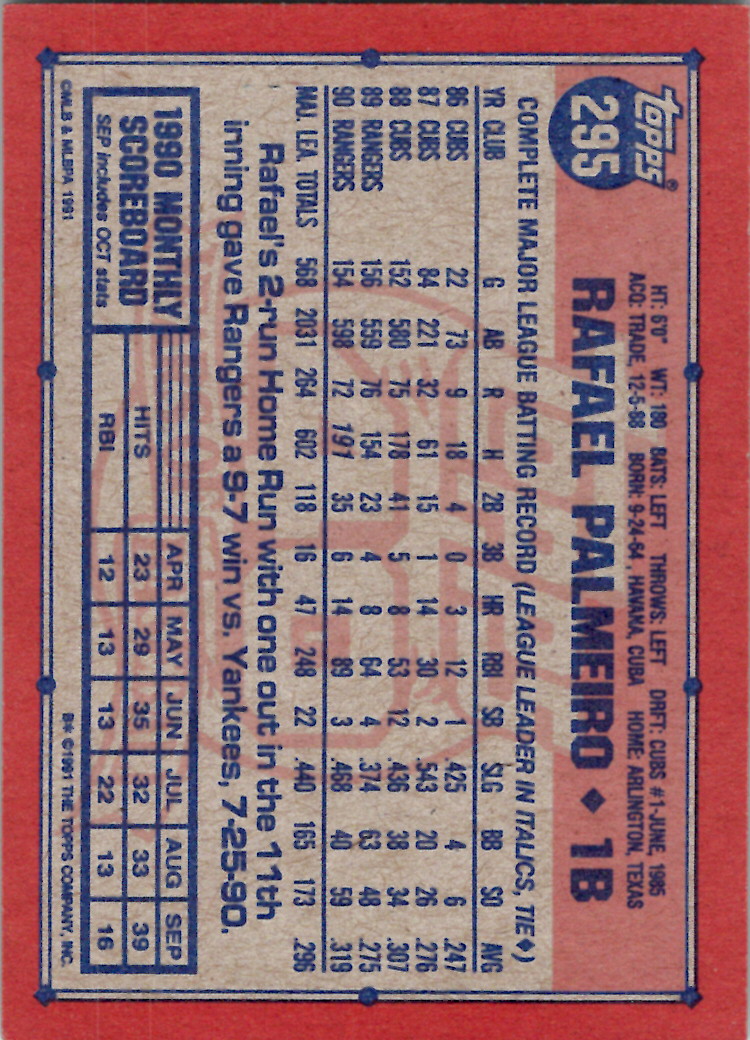 topps®
295
HT: 6'0" WT: 180 BATS: LEFT THROWS: LEFT DRFT: CUBS #1-JUNE, 1985
ACQ: TRADE, 12-5-88 BORN: 9-24-64, HAVANA, CUBA HOME: ARLINGTON, TEXAS
RAFAEL PALMEIRO ◆ 1B
COMPLETE MAJOR LEAGUE BATTING RECORD (LEAGUE LEADER IN ITALICS, TIE◆)
YR CLUB G AB R H 2B 3B HR RBI SB SLG BB SO AVG
86 CUBS 22 73 9 18 4 0 3 12 1 .425 4 6 .247
87 CUBS 84 221 32 61 15 1 14 30 2 .543 20 26 .276
88 CUBS 152 580 75 178 41 5 8 53 12 .436 38 34 .307
89 RANGERS 156 559 76 154 23 4 8 64 4 .374 63 48 .275
90 RANGERS 154 598 72 191 35 6 14 89 3 .468 40 59 .319
MAJ. LEA. TOTALS 568 2031 264 602 118 16 47 248 22 .440 165 173 .296
Rafael's 2-run Home Run with one out in the 11th
inning gave Rangers a 9-7 win vs. Yankees, 7-25-90.
1990 MONTHLY
SCOREBOARD
SEP includes OCT stats
APR MAY JUN JUL AUG SEP
HITS 23 29 35 32 33 39
RBI 12 13 13 22 13 16
©MLB & MLBPA 1991
B* ©1991 THE TOPPS COMPANY, INC.